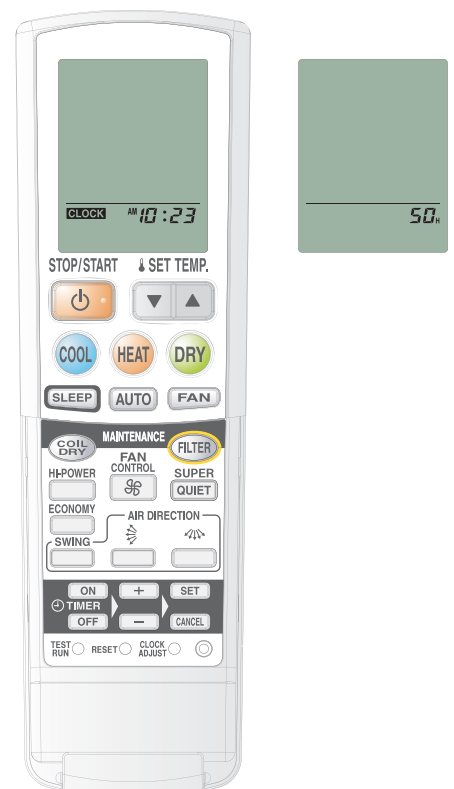 CLOCK AM 10:23
50H
STOP/START SET TEMP.
COOL HEAT DRY
SLEEP AUTO FAN
MAINTENANCE
COIL DRY
FILTER
HI-POWER
FAN CONTROL
SUPER QUIET
ECONOMY
AIR DIRECTION
SWING
ON + SET
TIMER
OFF – CANCEL
TEST RUN RESET CLOCK ADJUST